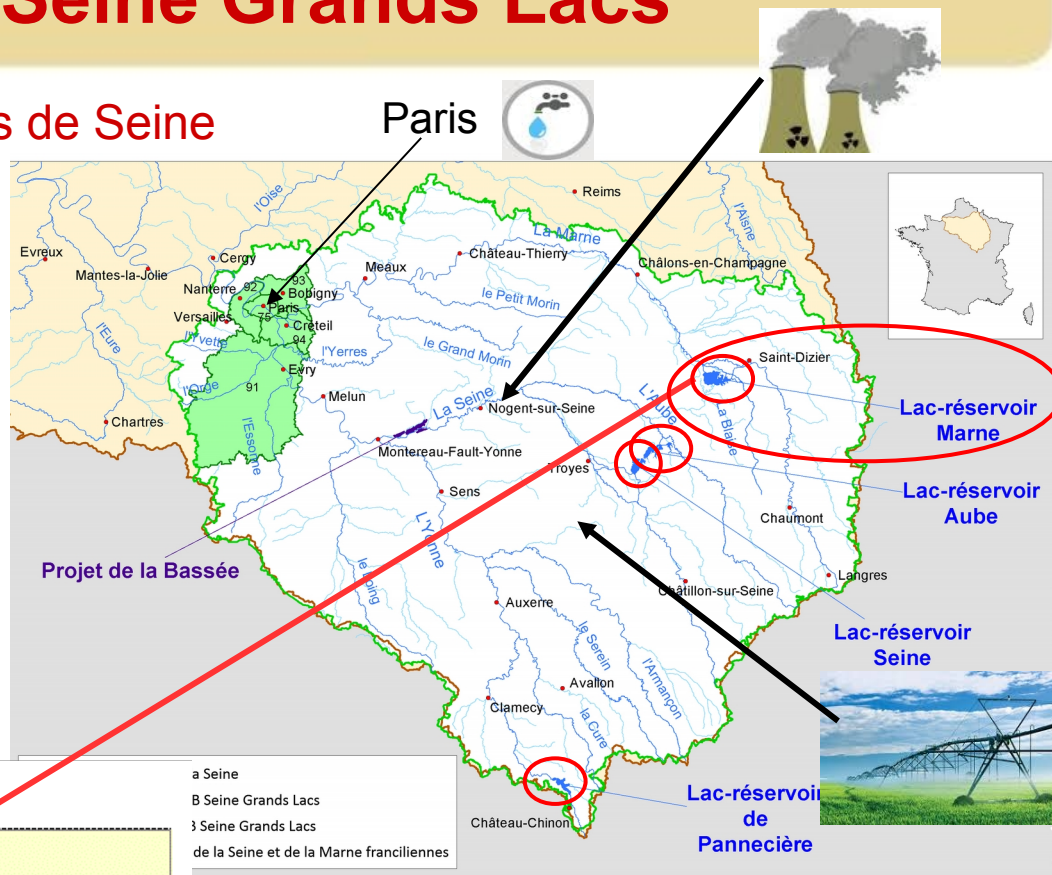 Seine Grands Lacs
s de Seine
Paris
Reims
l'Oise
l'Aisne
La Marne
Evreux
Cergy
Mantes-la-Jolie
Château-Thierry
Châlons-en-Champagne
Meaux
Nanterre
92
93
Bobigny
Paris
75
Versailles
Créteil
94
le Petit Morin
l'Eure
l'Yvette
l'Yerres
le Grand Morin
Saint-Dizier
l'Orge
91
Evry
Melun
La Seine
Nogent-sur-Seine
L'Aube
La Blaise
Lac-réservoir
Marne
Chartres
l'Essonne
Montereau-Fault-Yonne
Troyes
Sens
Lac-réservoir
Aube
Chaumont
L'Yonne
Projet de la Bassée
le Loing
Langres
Châtillon-sur-Seine
Auxerre
le Serein
l'Armançon
Lac-réservoir
Seine
Avallon
Clamecy
la Cure
Lac-réservoir
de
Pannecière
Château-Chinon
a Seine
B Seine Grands Lacs
Seine Grands Lacs
de la Seine et de la Marne franciliennes